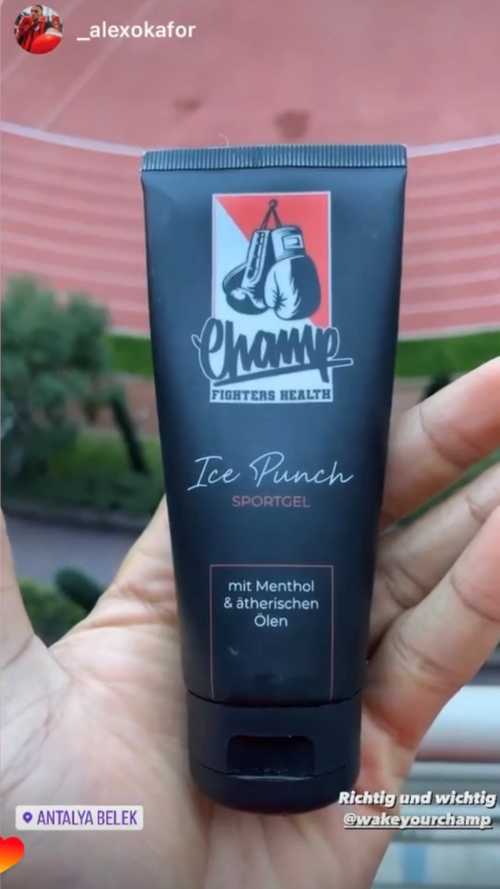 _alexokafor
Champ
FIGHTERS HEALTH
Ice Punch
SPORTGEL
mit Menthol
& ätherischen
Ölen
ANTALYA BELEK
Richtig und wichtig
@wakeyourchamp